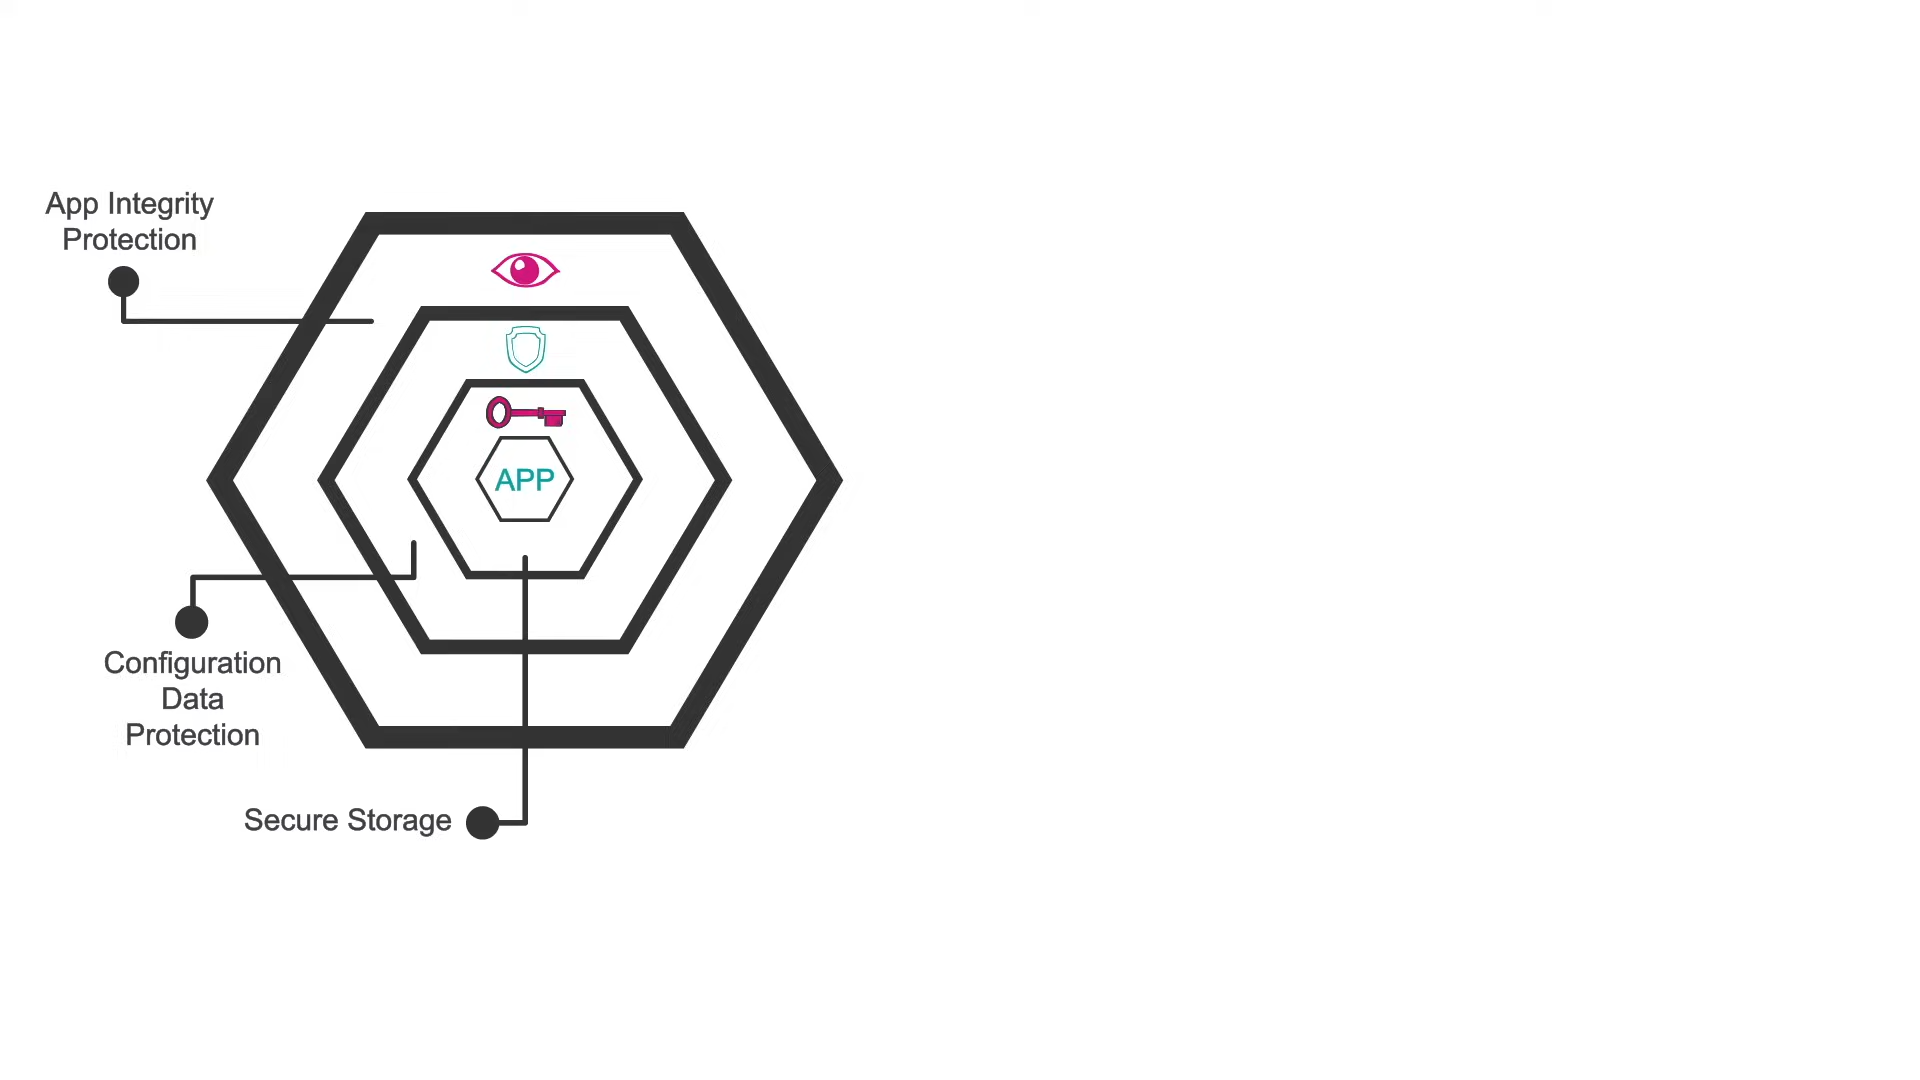 App Integrity
Protection
APP
Configuration
Data
Protection
Secure Storage